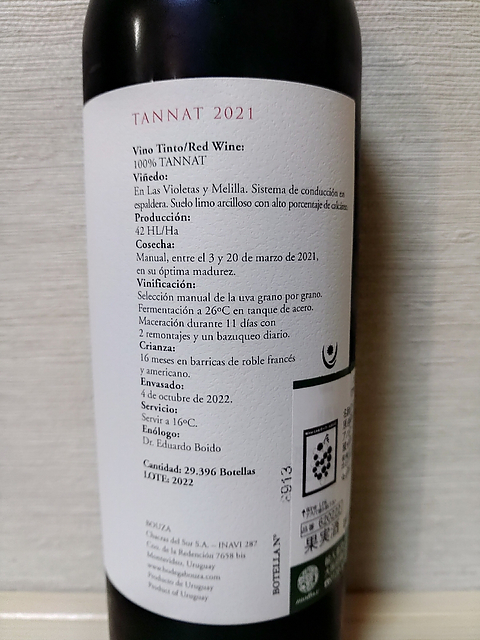 TANNAT 2021
Vino Tinto/Red Wine:
100% TANNAT
Viñedo:
En Las Violetas y Melilla. Sistema de conducción en
espaldera. Suelo limo arcilloso con alto porcentaje de
Producción:
42 HL/Ha
Cosecha:
Manual, entre el 3 y 20 de marzo de 2021,
en su óptima madurez.
Vinificación:
Selección manual de la uva grano por grano.
Fermentación a 26ºC en tanque de acero.
Maceración durante 11 días con
2 remontajes y un bazuqueo diario.
Crianza:
16 meses en barricas de roble francés
y americano.
Envasado:
4 de octubre de 2022.
Servicio:
Servir a 16ºC.
Enólogo:
Dr. Eduardo Boido
Cantidad: 29.396 Botellas
LOTE: 2022
BOUZA
Chacras del Sur S.A. – INAVI 287
Cno. de la Redención 7658 bis
Montevideo, Uruguay
www.bodegabouza.com
Producto de Uruguay
Product of Uruguay
BOTELLA Nº
果実酒